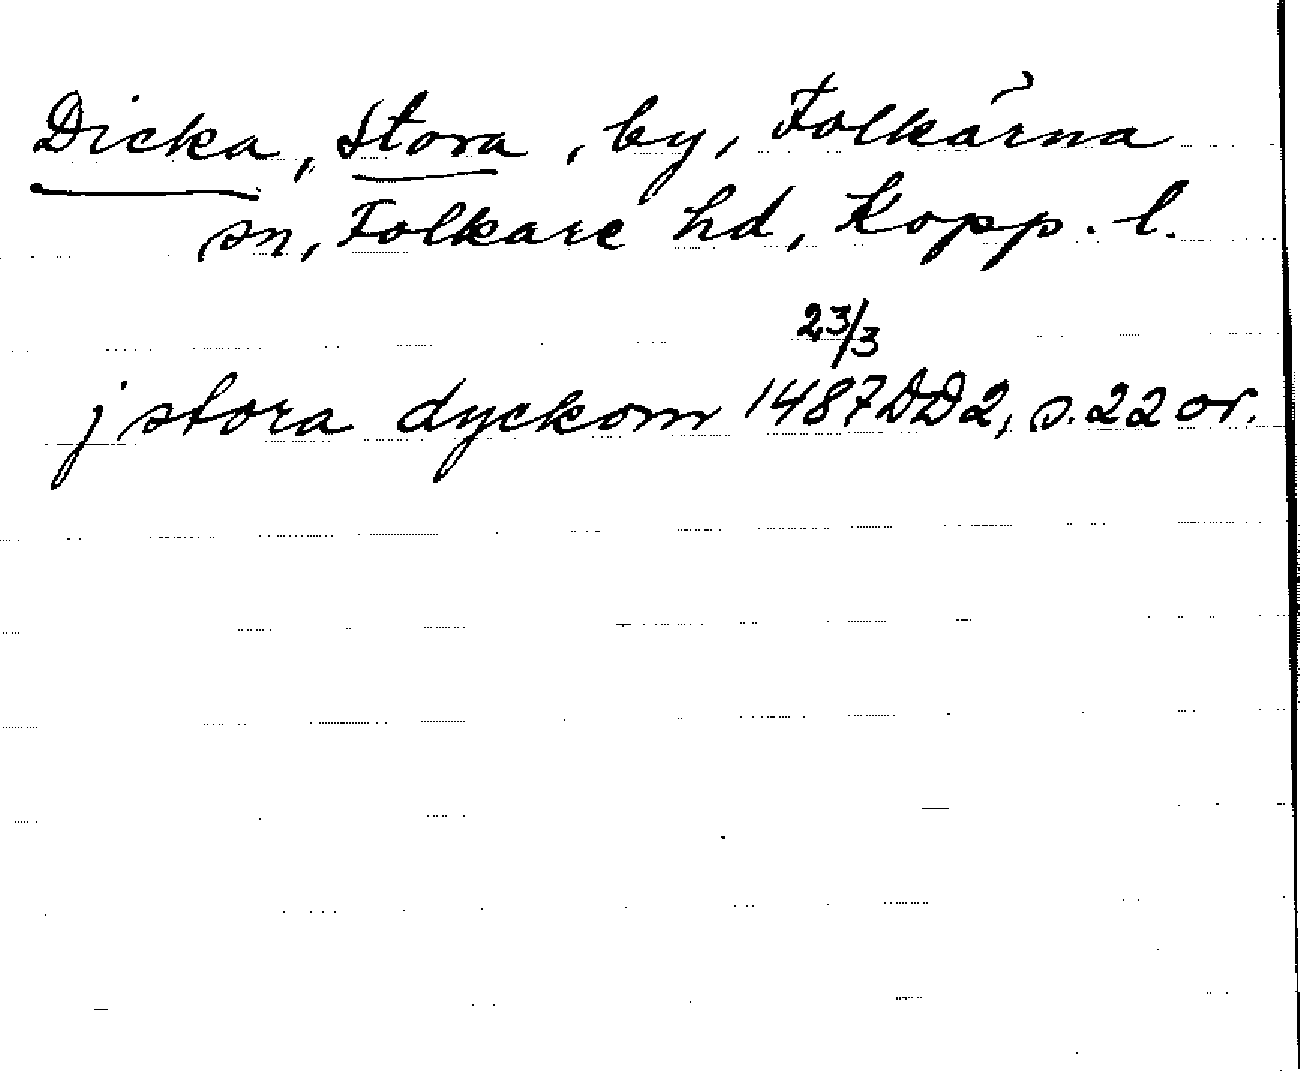 Dicka, Stora, by, Folkärna
sn, Folkare hd, Kopp. l.
23/3
j stora dyckom 1487 DD2, s. 22 or.